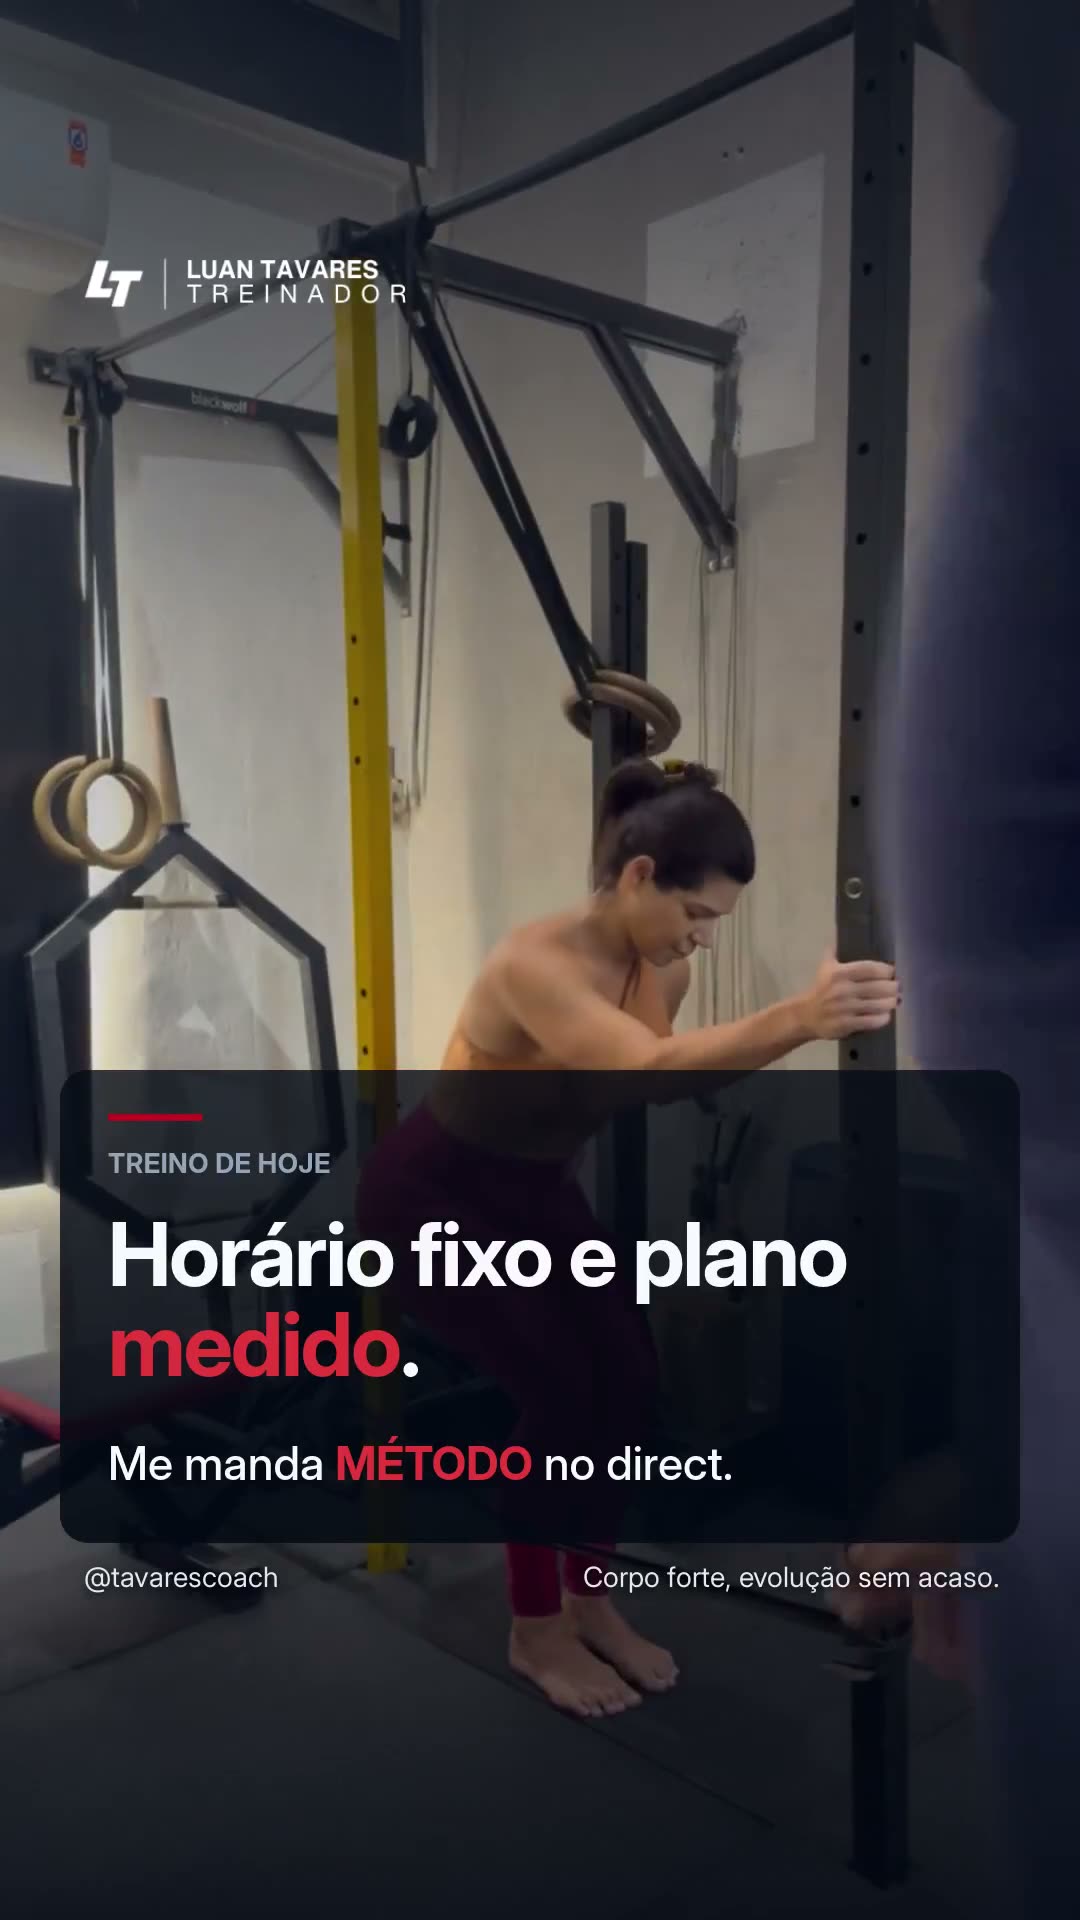 LT
LUAN TAVARES
TREINADOR
blackwolf
TREINO DE HOJE
Horário fixo e plano
medido.
Me manda MÉTODO no direct.
@tavarescoach
Corpo forte, evolução sem acaso.